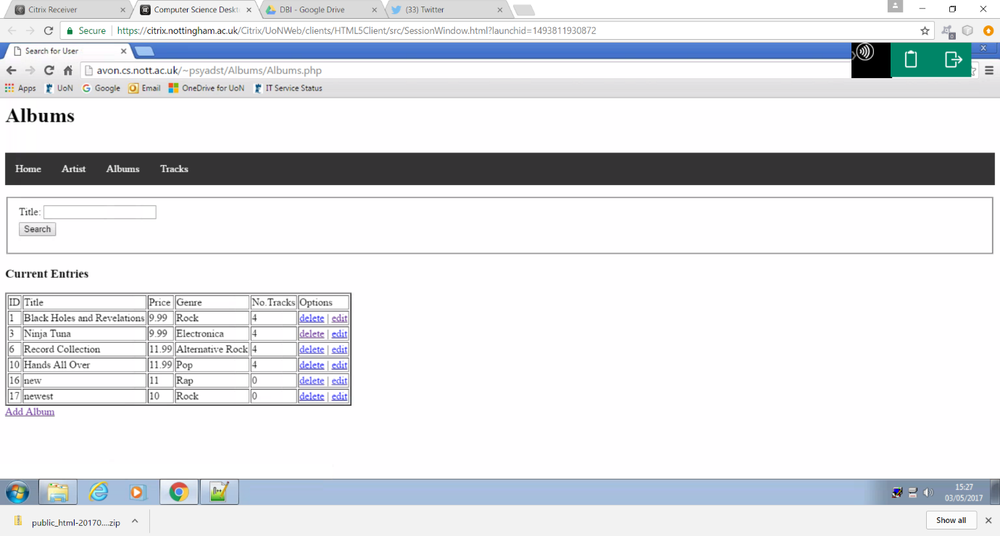 Citrix Receiver
Computer Science Deskt
DBI - Google Drive
(33) Twitter
Secure https://citrix.nottingham.ac.uk/Citrix/UoNWeb/clients/HTML5Client/src/SessionWindow.html?launchid=1493811930872
0
Search for User
avon.cs.nott.ac.uk/~psyadst/Albums/Albums.php
Apps UoN Google Email OneDrive for UoN IT Service Status
Albums
Home Artist Albums Tracks
Title:
Search
Current Entries
ID Title Price Genre No.Tracks Options
1 Black Holes and Revelations 9.99 Rock 4 delete | edit
3 Ninja Tuna 9.99 Electronica 4 delete | edit
6 Record Collection 11.99 Alternative Rock 4 delete | edit
10 Hands All Over 11.99 Pop 4 delete | edit
16 new 11 Rap 0 delete | edit
17 newest 10 Rock 0 delete | edit
Add Album
15:27
03/05/2017
public_html-20170....zip
Show all